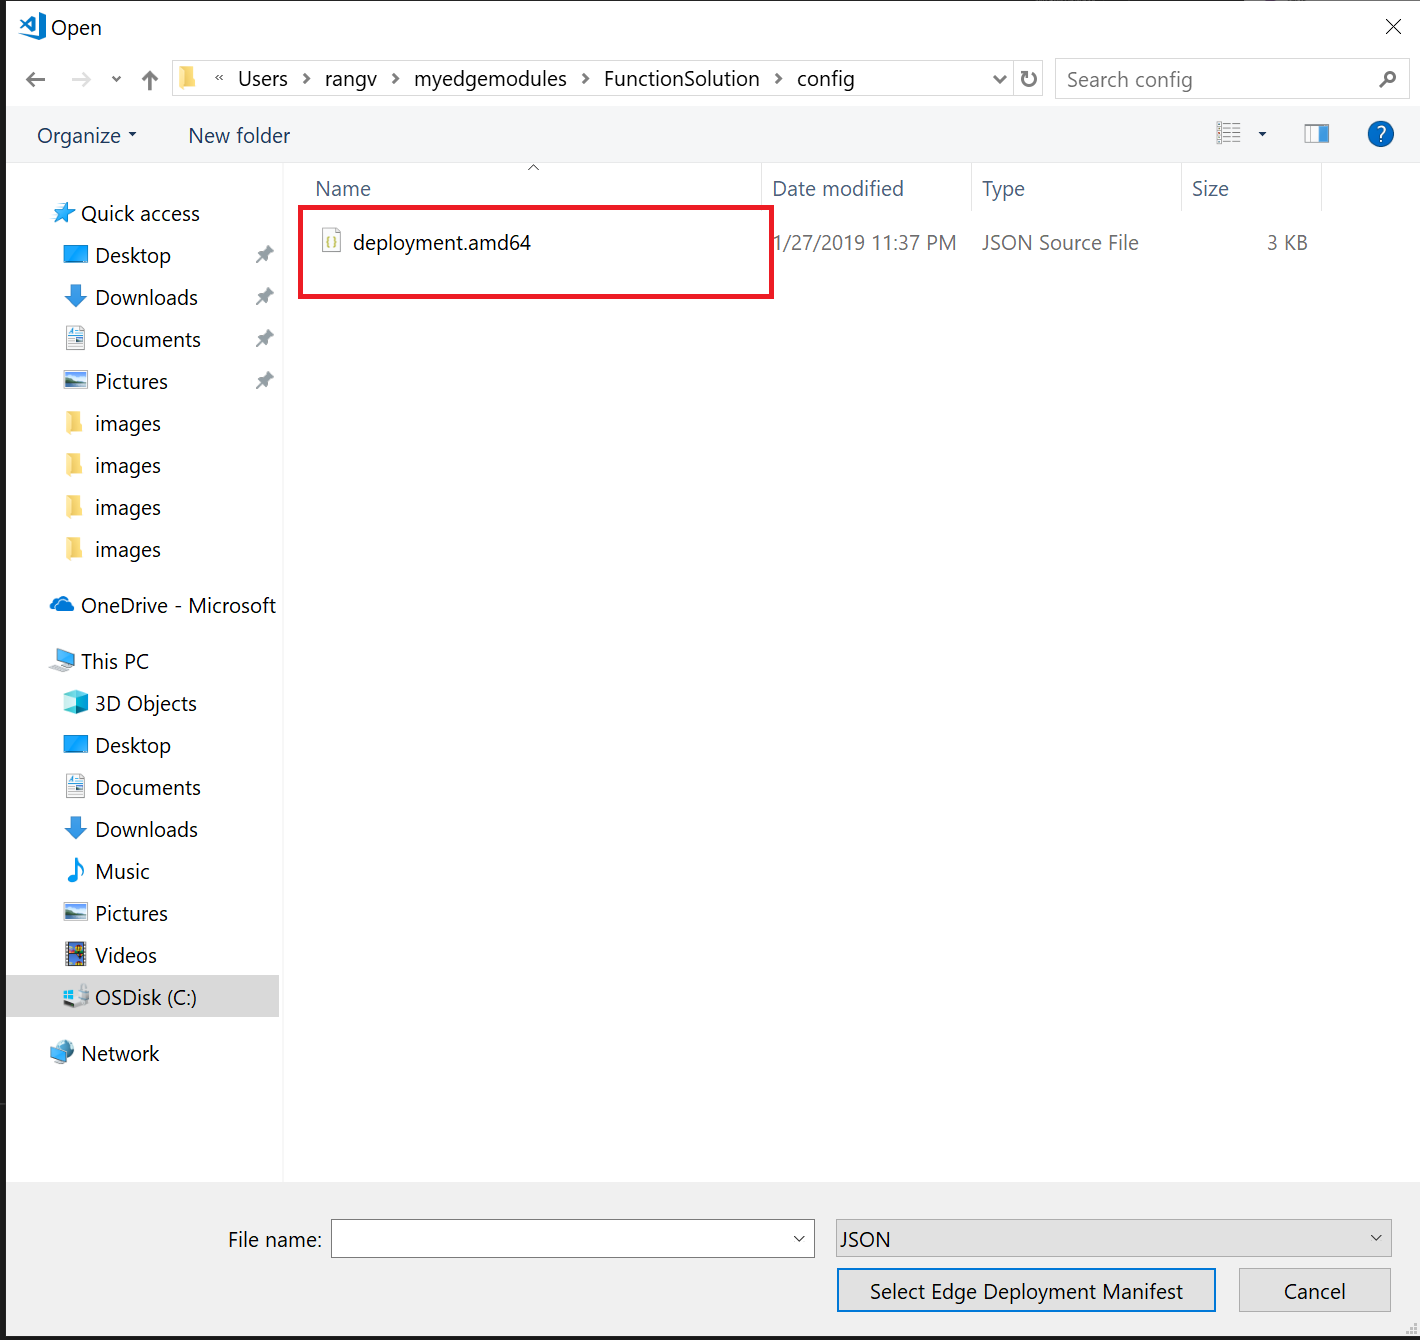 Open
« Users > rangv > myedgemodules > FunctionSolution > config
Search config
Organize
New folder
?
Name
Date modified
Type
Size
deployment.amd64
1/27/2019 11:37 PM
JSON Source File
3 KB
Quick access
Desktop
Downloads
Documents
Pictures
images
images
images
images
OneDrive - Microsoft
This PC
3D Objects
Desktop
Documents
Downloads
Music
Pictures
Videos
OSDisk (C:)
Network
File name:
JSON
Select Edge Deployment Manifest
Cancel